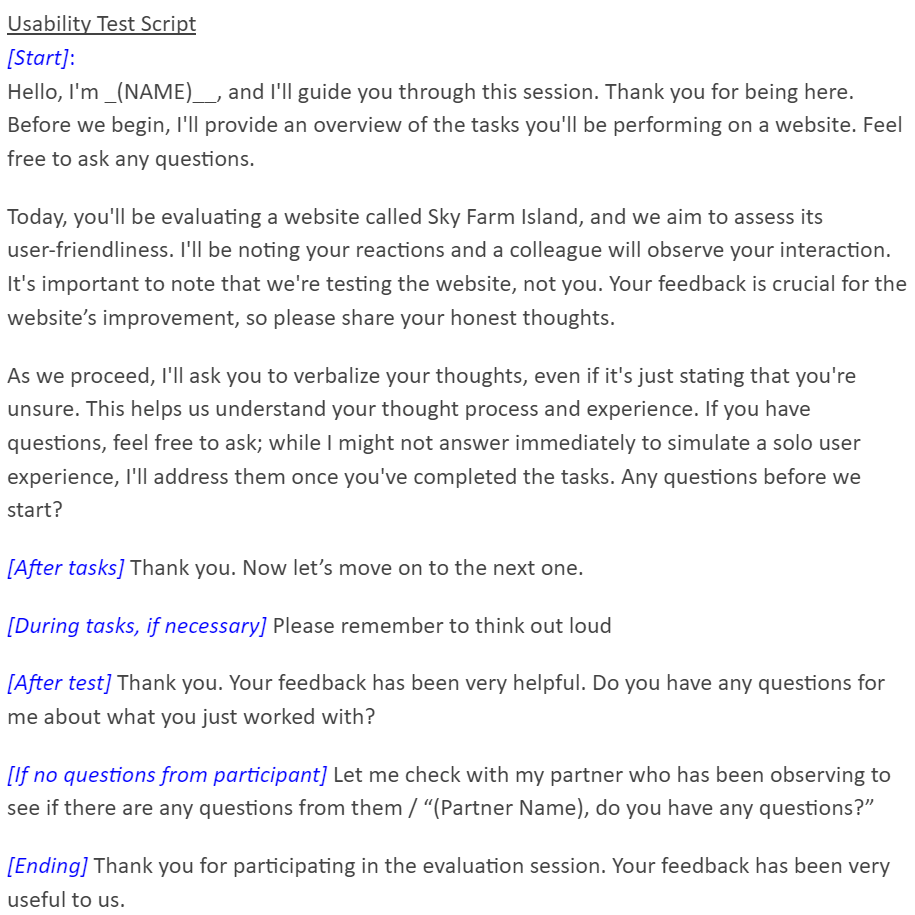 Usability Test Script
[Start]:
Hello, I'm _(NAME)__, and I'll guide you through this session. Thank you for being here.
Before we begin, I'll provide an overview of the tasks you'll be performing on a website. Feel
free to ask any questions.
Today, you'll be evaluating a website called Sky Farm Island, and we aim to assess its
user-friendliness. I'll be noting your reactions and a colleague will observe your interaction.
It's important to note that we're testing the website, not you. Your feedback is crucial for the
website’s improvement, so please share your honest thoughts.
As we proceed, I'll ask you to verbalize your thoughts, even if it's just stating that you're
unsure. This helps us understand your thought process and experience. If you have
questions, feel free to ask; while I might not answer immediately to simulate a solo user
experience, I'll address them once you've completed the tasks. Any questions before we
start?
[After tasks] Thank you. Now let’s move on to the next one.
[During tasks, if necessary] Please remember to think out loud
[After test] Thank you. Your feedback has been very helpful. Do you have any questions for
me about what you just worked with?
[If no questions from participant] Let me check with my partner who has been observing to
see if there are any questions from them / “(Partner Name), do you have any questions?”
[Ending] Thank you for participating in the evaluation session. Your feedback has been very
useful to us.